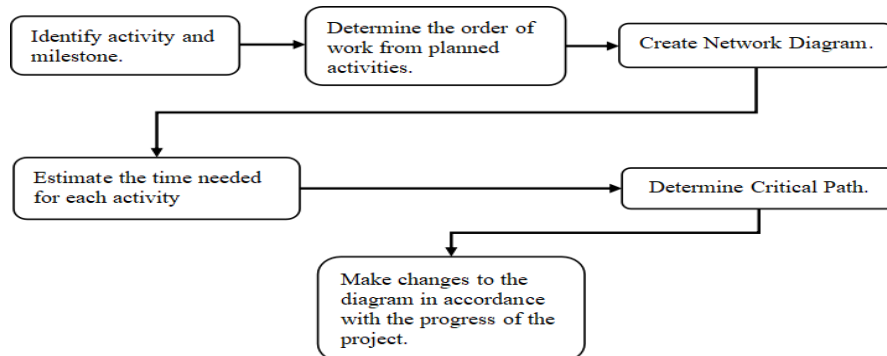 Identify activity and
milestone.
Determine the order of
work from planned
activities.
Create Network Diagram.
Estimate the time needed
for each activity
Determine Critical Path.
Make changes to the
diagram in accordance
with the progress of the
project.